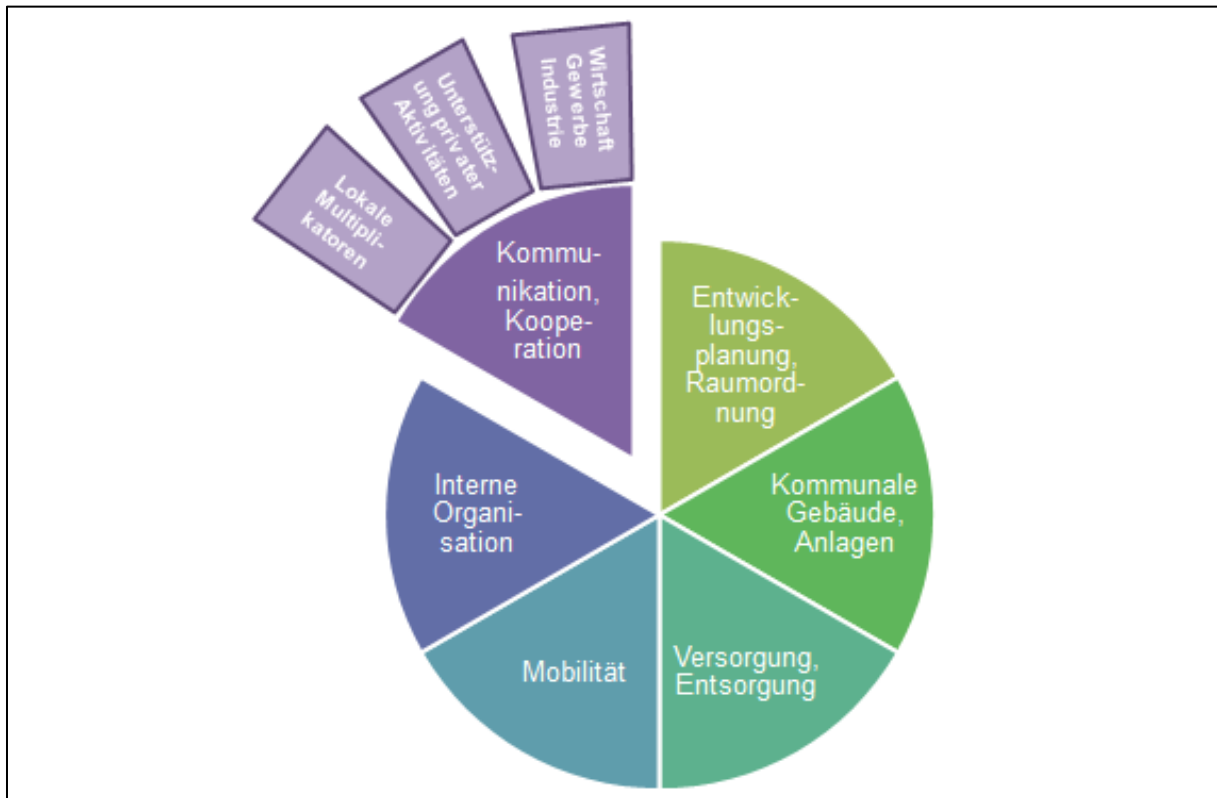 Wirtschaft
Gewerbe
Industrie
Unterstütz-
ung privater
Aktivitäten
Lokale
Multipli-
katoren
Kommu-
nikation,
Koope-
ration
Entwick-
lungs-
planung,
Raumord-
nung
Kommunale
Gebäude,
Anlagen
Versorgung,
Entsorgung
Mobilität
Interne
Organi-
sation